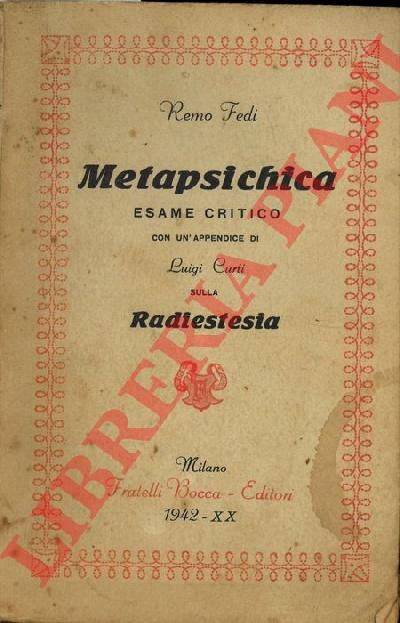 Remo Fedi
Metapsichica
ESAME CRITICO
CON UN'APPENDICE DI
Luigi Curti
SULLA
Radiestesia
Milano
Fratelli Bocca - Editori
1942-XX
LIBRERIA PIANI